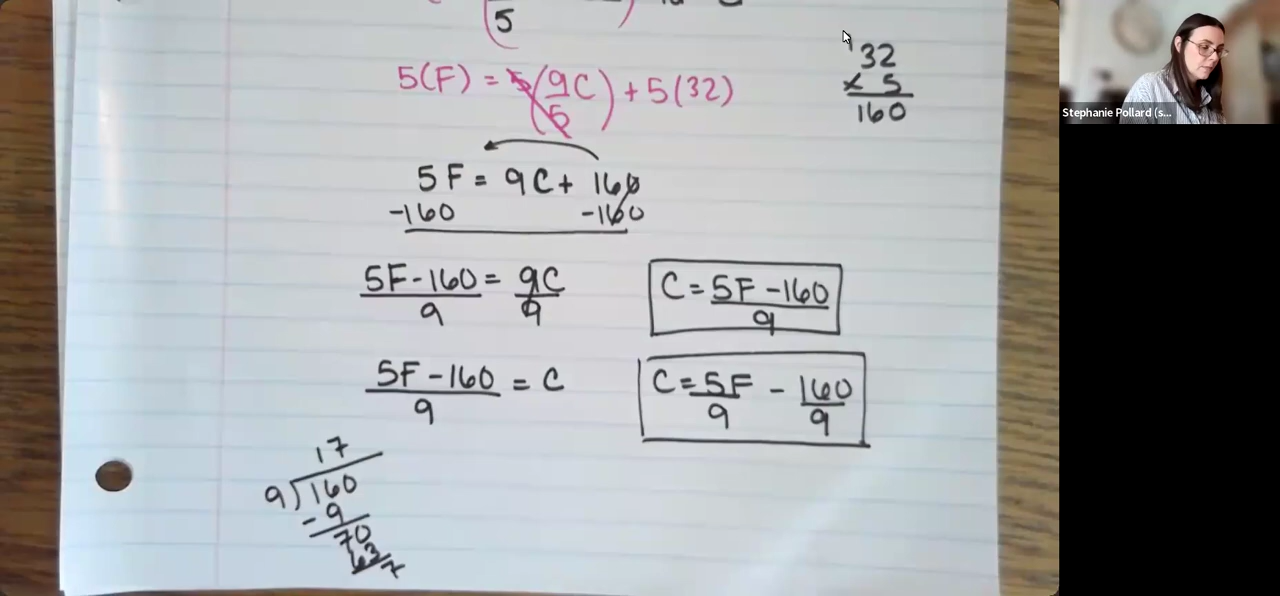 5
5(F) = 5(9C/5) + 5(32)
32
× 5
160
5F = 9C + 160
-160 -160
5F - 160 = 9C
9 9
C = 5F - 160
9
5F - 160 = C
9
C = 5F - 160
9 9
17
9)160
- 9
70
63
7
Stephanie Pollard (s...